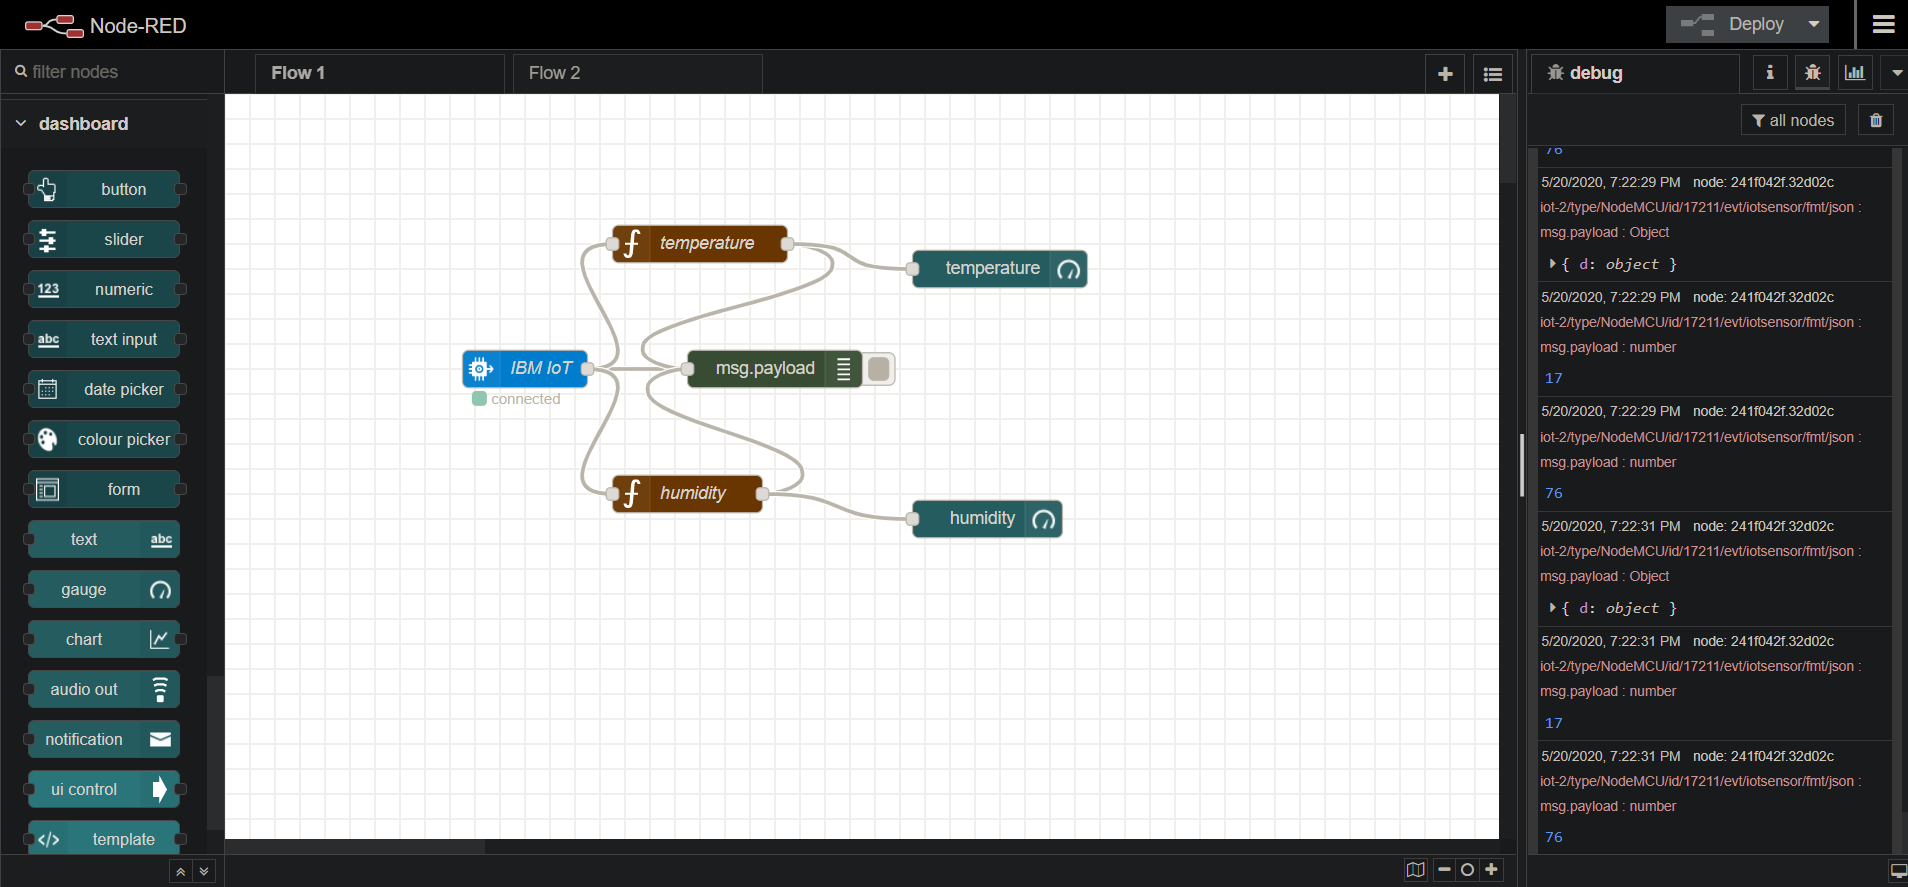 Node-RED
Deploy
filter nodes
Flow 1
Flow 2
debug
all nodes
dashboard
button
slider
123 numeric
abc text input
date picker
colour picker
form
text abc
gauge
chart
audio out
notification
ui control
</> template
temperature
temperature
IBM IoT
connected
msg.payload
humidity
humidity
76
5/20/2020, 7:22:29 PM node: 241f042f.32d02c
iot-2/type/NodeMCU/id/17211/evt/iotsensor/fmt/json :
msg.payload : Object
{ d: object }
5/20/2020, 7:22:29 PM node: 241f042f.32d02c
iot-2/type/NodeMCU/id/17211/evt/iotsensor/fmt/json :
msg.payload : number
17
5/20/2020, 7:22:29 PM node: 241f042f.32d02c
iot-2/type/NodeMCU/id/17211/evt/iotsensor/fmt/json :
msg.payload : number
76
5/20/2020, 7:22:31 PM node: 241f042f.32d02c
iot-2/type/NodeMCU/id/17211/evt/iotsensor/fmt/json :
msg.payload : Object
{ d: object }
5/20/2020, 7:22:31 PM node: 241f042f.32d02c
iot-2/type/NodeMCU/id/17211/evt/iotsensor/fmt/json :
msg.payload : number
17
5/20/2020, 7:22:31 PM node: 241f042f.32d02c
iot-2/type/NodeMCU/id/17211/evt/iotsensor/fmt/json :
msg.payload : number
76